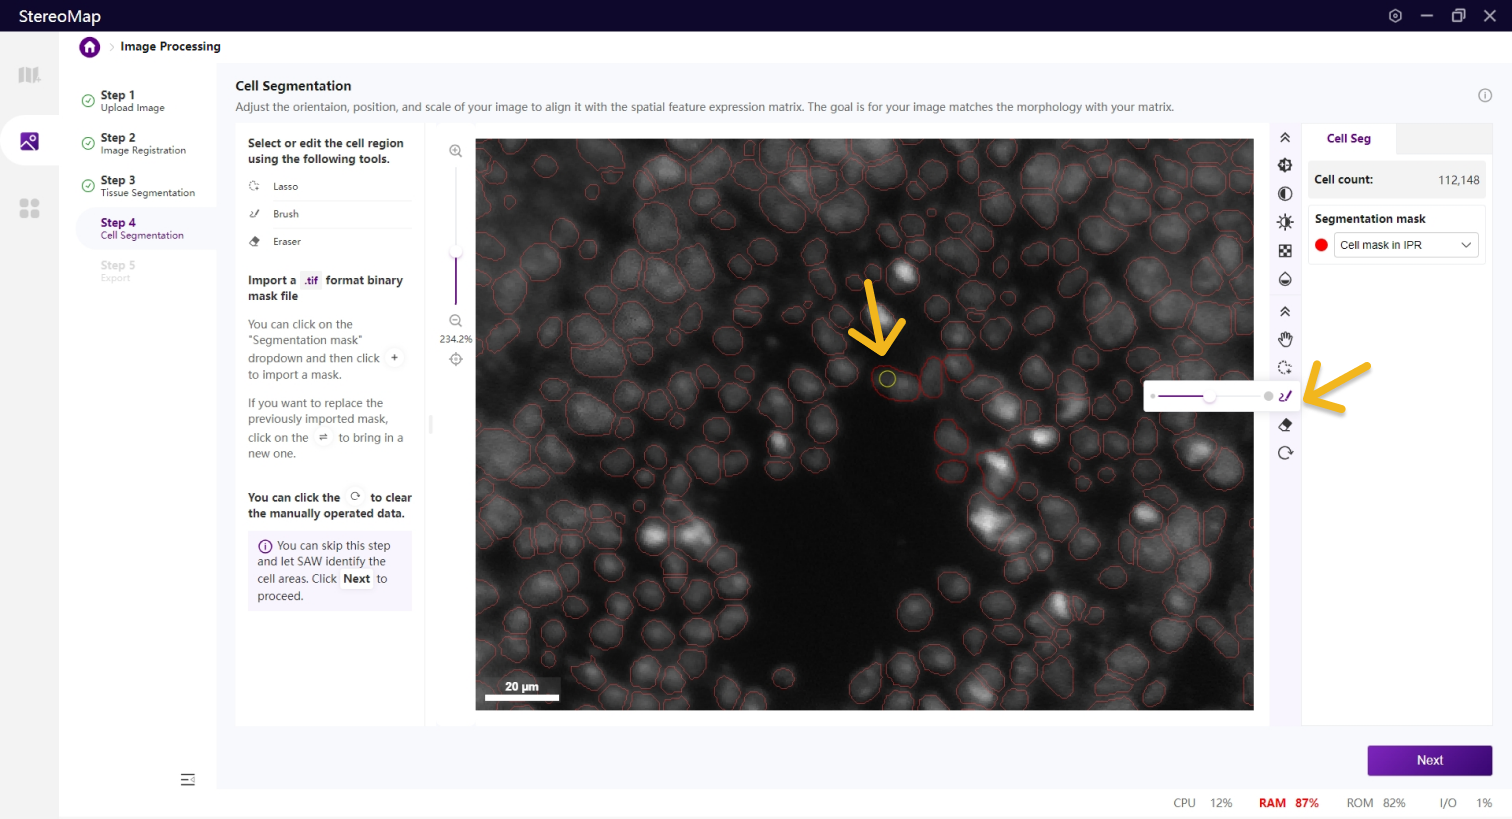 StereoMap
Image Processing
Step 1
Upload Image
Step 2
Image Registration
Step 3
Tissue Segmentation
Step 4
Cell Segmentation
Step 5
Export
Cell Segmentation
Adjust the orientaion, position, and scale of your image to align it with the spatial feature expression matrix. The goal is for your image matches the morphology with your matrix.
Select or edit the cell region
using the following tools.
Lasso
Brush
Eraser
Import a .tif format binary
mask file
You can click on the
"Segmentation mask"
dropdown and then click +
to import a mask.
If you want to replace the
previously imported mask,
click on the ⇌ to bring in a
new one.
You can click the to clear
the manually operated data.
You can skip this step
and let SAW identify the
cell areas. Click Next to
proceed.
234.2%
20 μm
Cell Seg
Cell count: 112,148
Segmentation mask
Cell mask in IPR
Next
CPU 12% RAM 87% ROM 82% I/O 1%